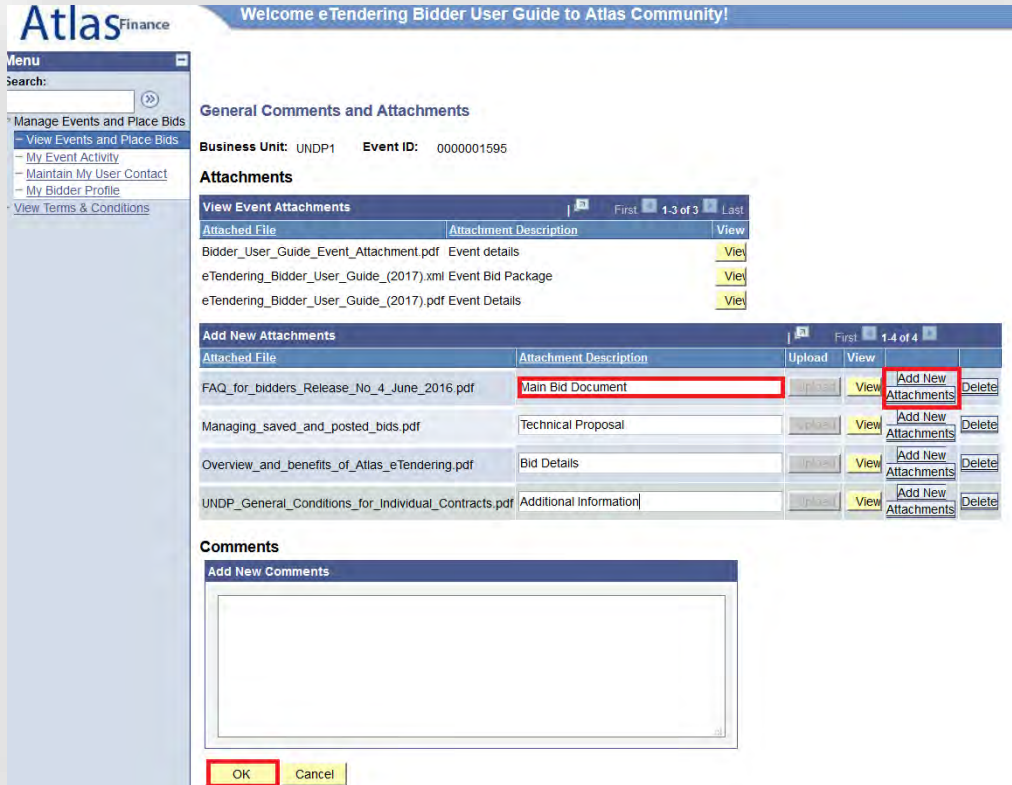 Atlas Finance
Welcome eTendering Bidder User Guide to Atlas Community!
Menu
Search:
Manage Events and Place Bids
– View Events and Place Bids
– My Event Activity
– Maintain My User Contact
– My Bidder Profile
View Terms & Conditions
General Comments and Attachments
Business Unit: UNDP1 Event ID: 0000001595
Attachments
View Event Attachments | First 1-3 of 3 Last
Attached File Attachment Description View
Bidder_User_Guide_Event_Attachment.pdf Event details View
eTendering_Bidder_User_Guide_(2017).xml Event Bid Package View
eTendering_Bidder_User_Guide_(2017).pdf Event Details View
Add New Attachments | First 1-4 of 4
Attached File Attachment Description Upload View
FAQ_for_bidders_Release_No_4_June_2016.pdf Main Bid Document Upload View Add New Attachments Delete
Managing_saved_and_posted_bids.pdf Technical Proposal Upload View Add New Attachments Delete
Overview_and_benefits_of_Atlas_eTendering.pdf Bid Details Upload View Add New Attachments Delete
UNDP_General_Conditions_for_Individual_Contracts.pdf Additional Information Upload View Add New Attachments Delete
Comments
Add New Comments
OK Cancel